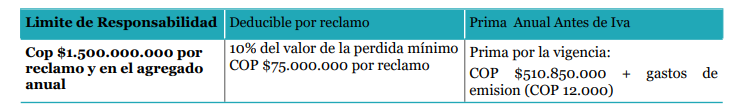 Limite de Responsabilidad
Deducible por reclamo
Prima Anual Antes de Iva
Cop $1.500.000.000 por
reclamo y en el agregado
anual
10% del valor de la perdida mínimo
COP $75.000.000 por reclamo
Prima por la vigencia:
COP $510.850.000 + gastos de
emision (COP 12.000)